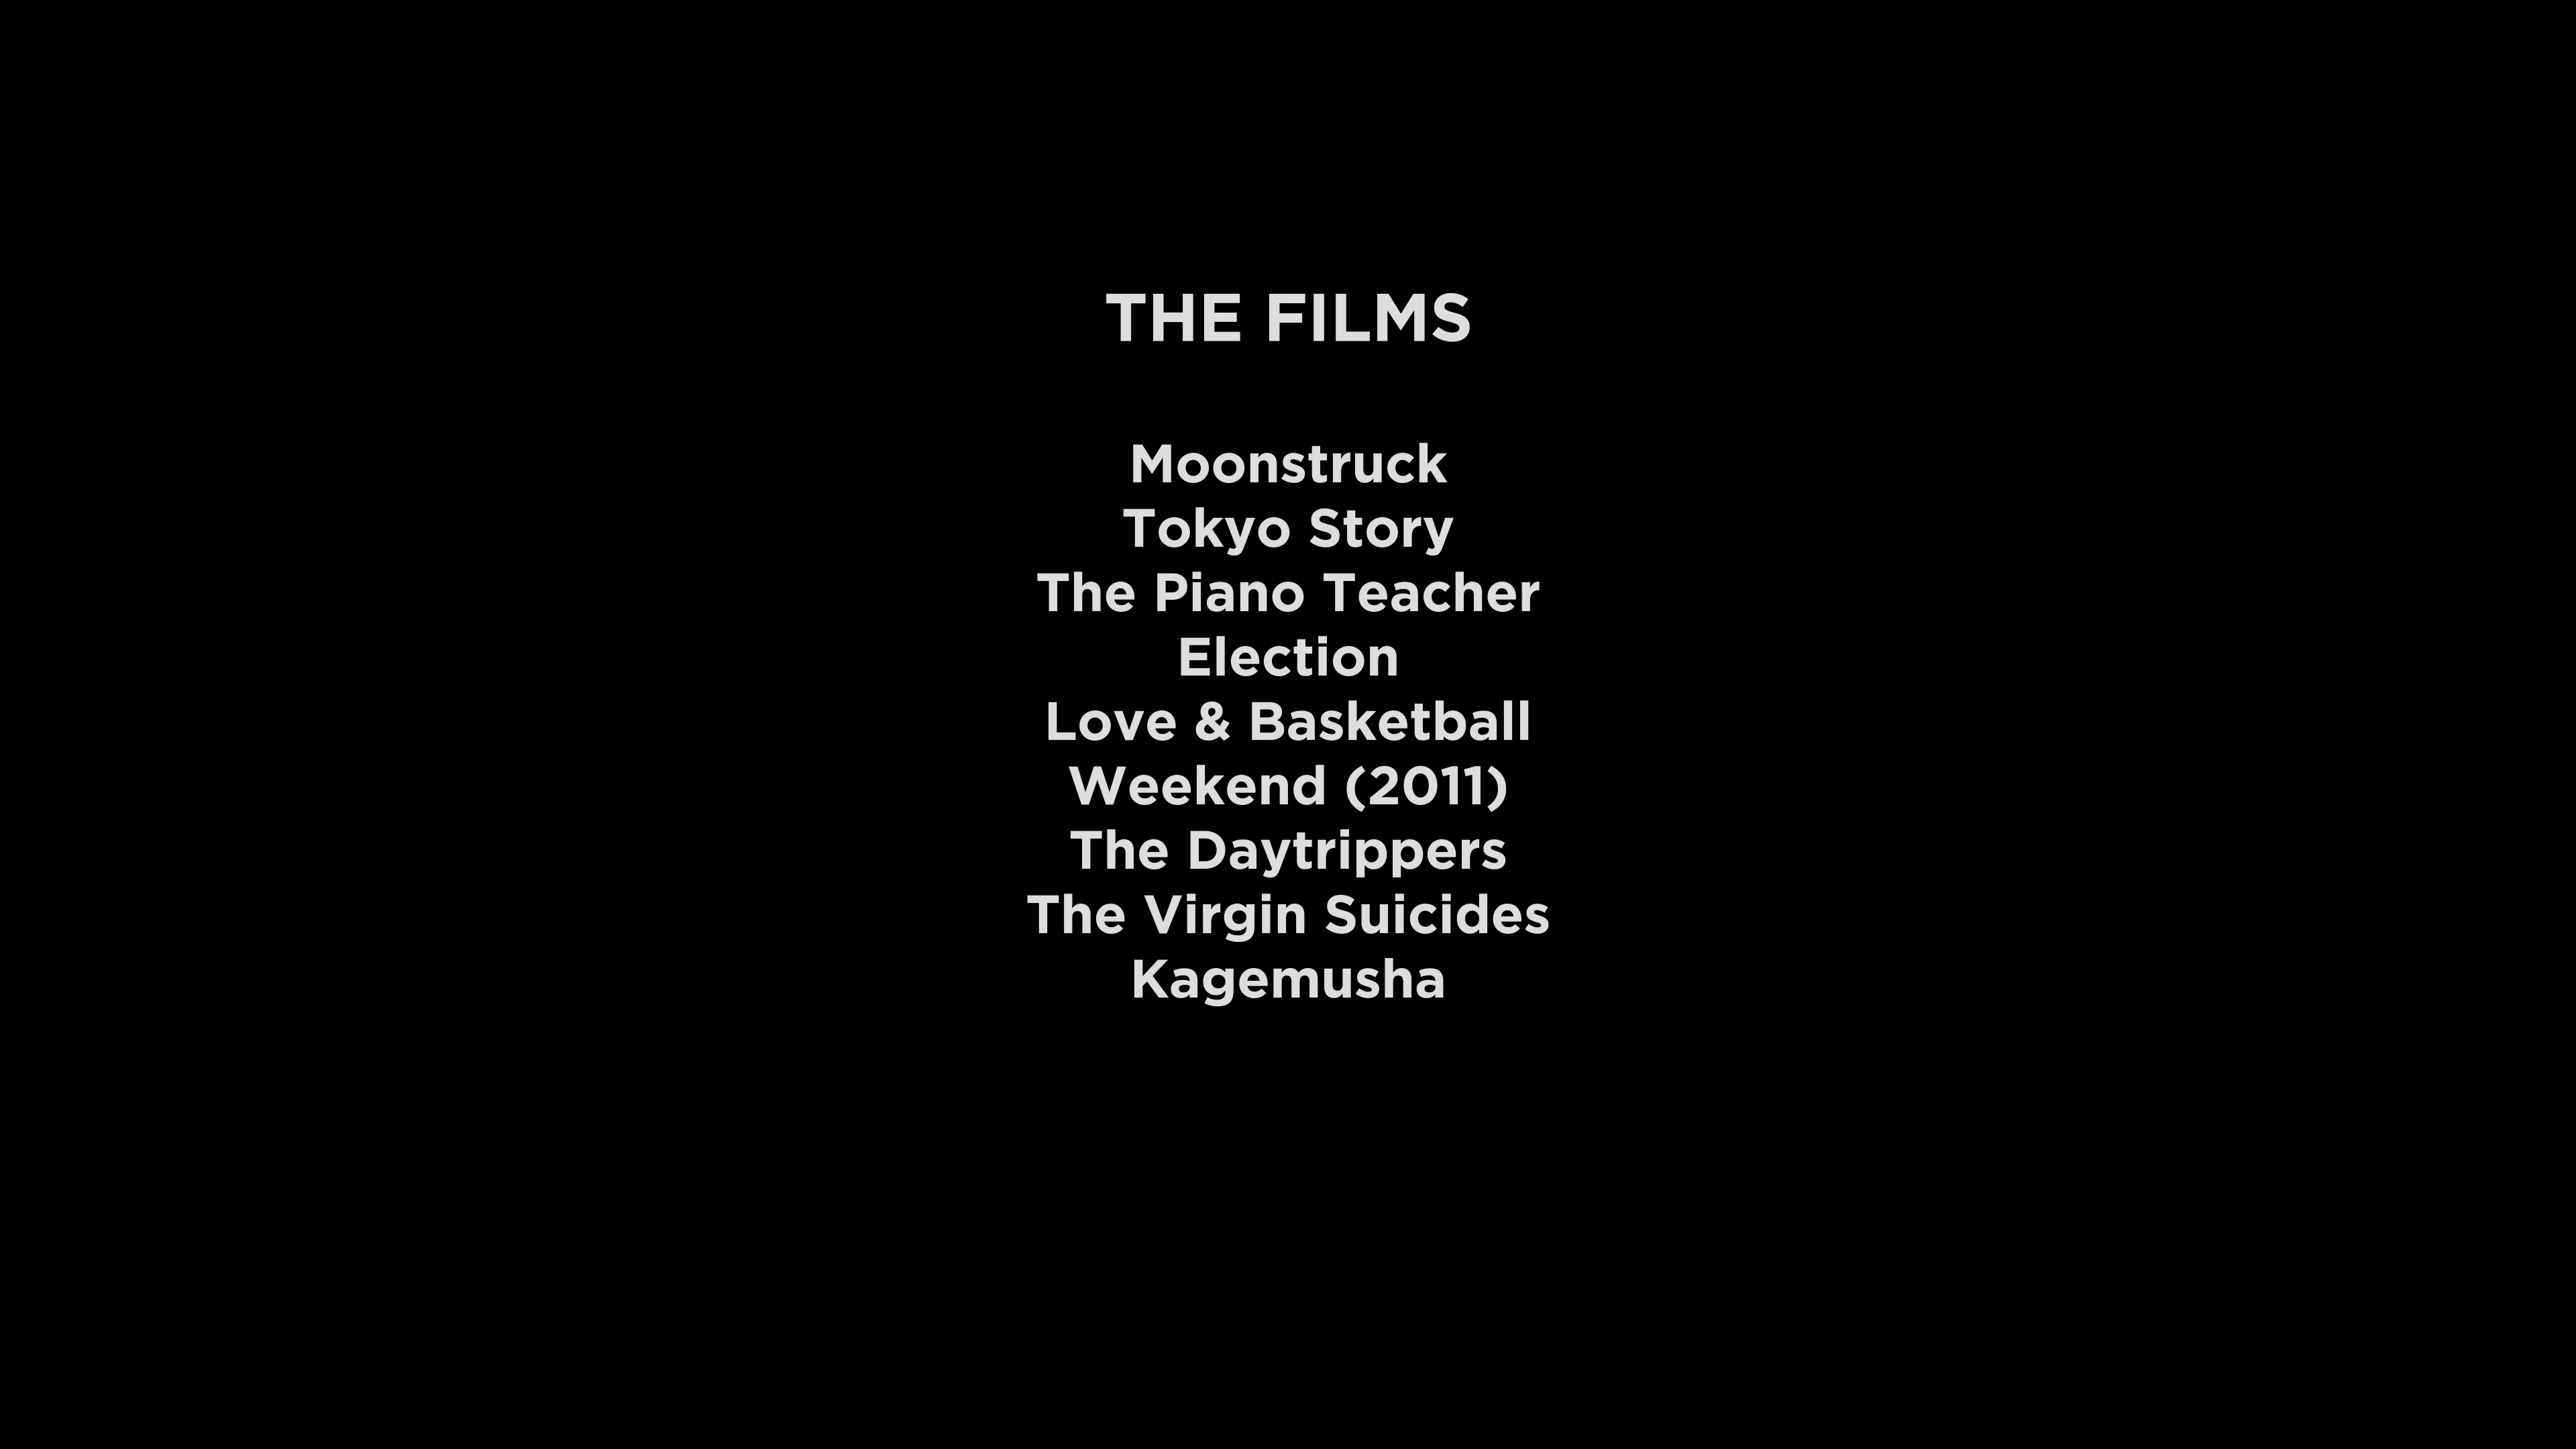 THE FILMS
Moonstruck
Tokyo Story
The Piano Teacher
Election
Love & Basketball
Weekend (2011)
The Daytrippers
The Virgin Suicides
Kagemusha